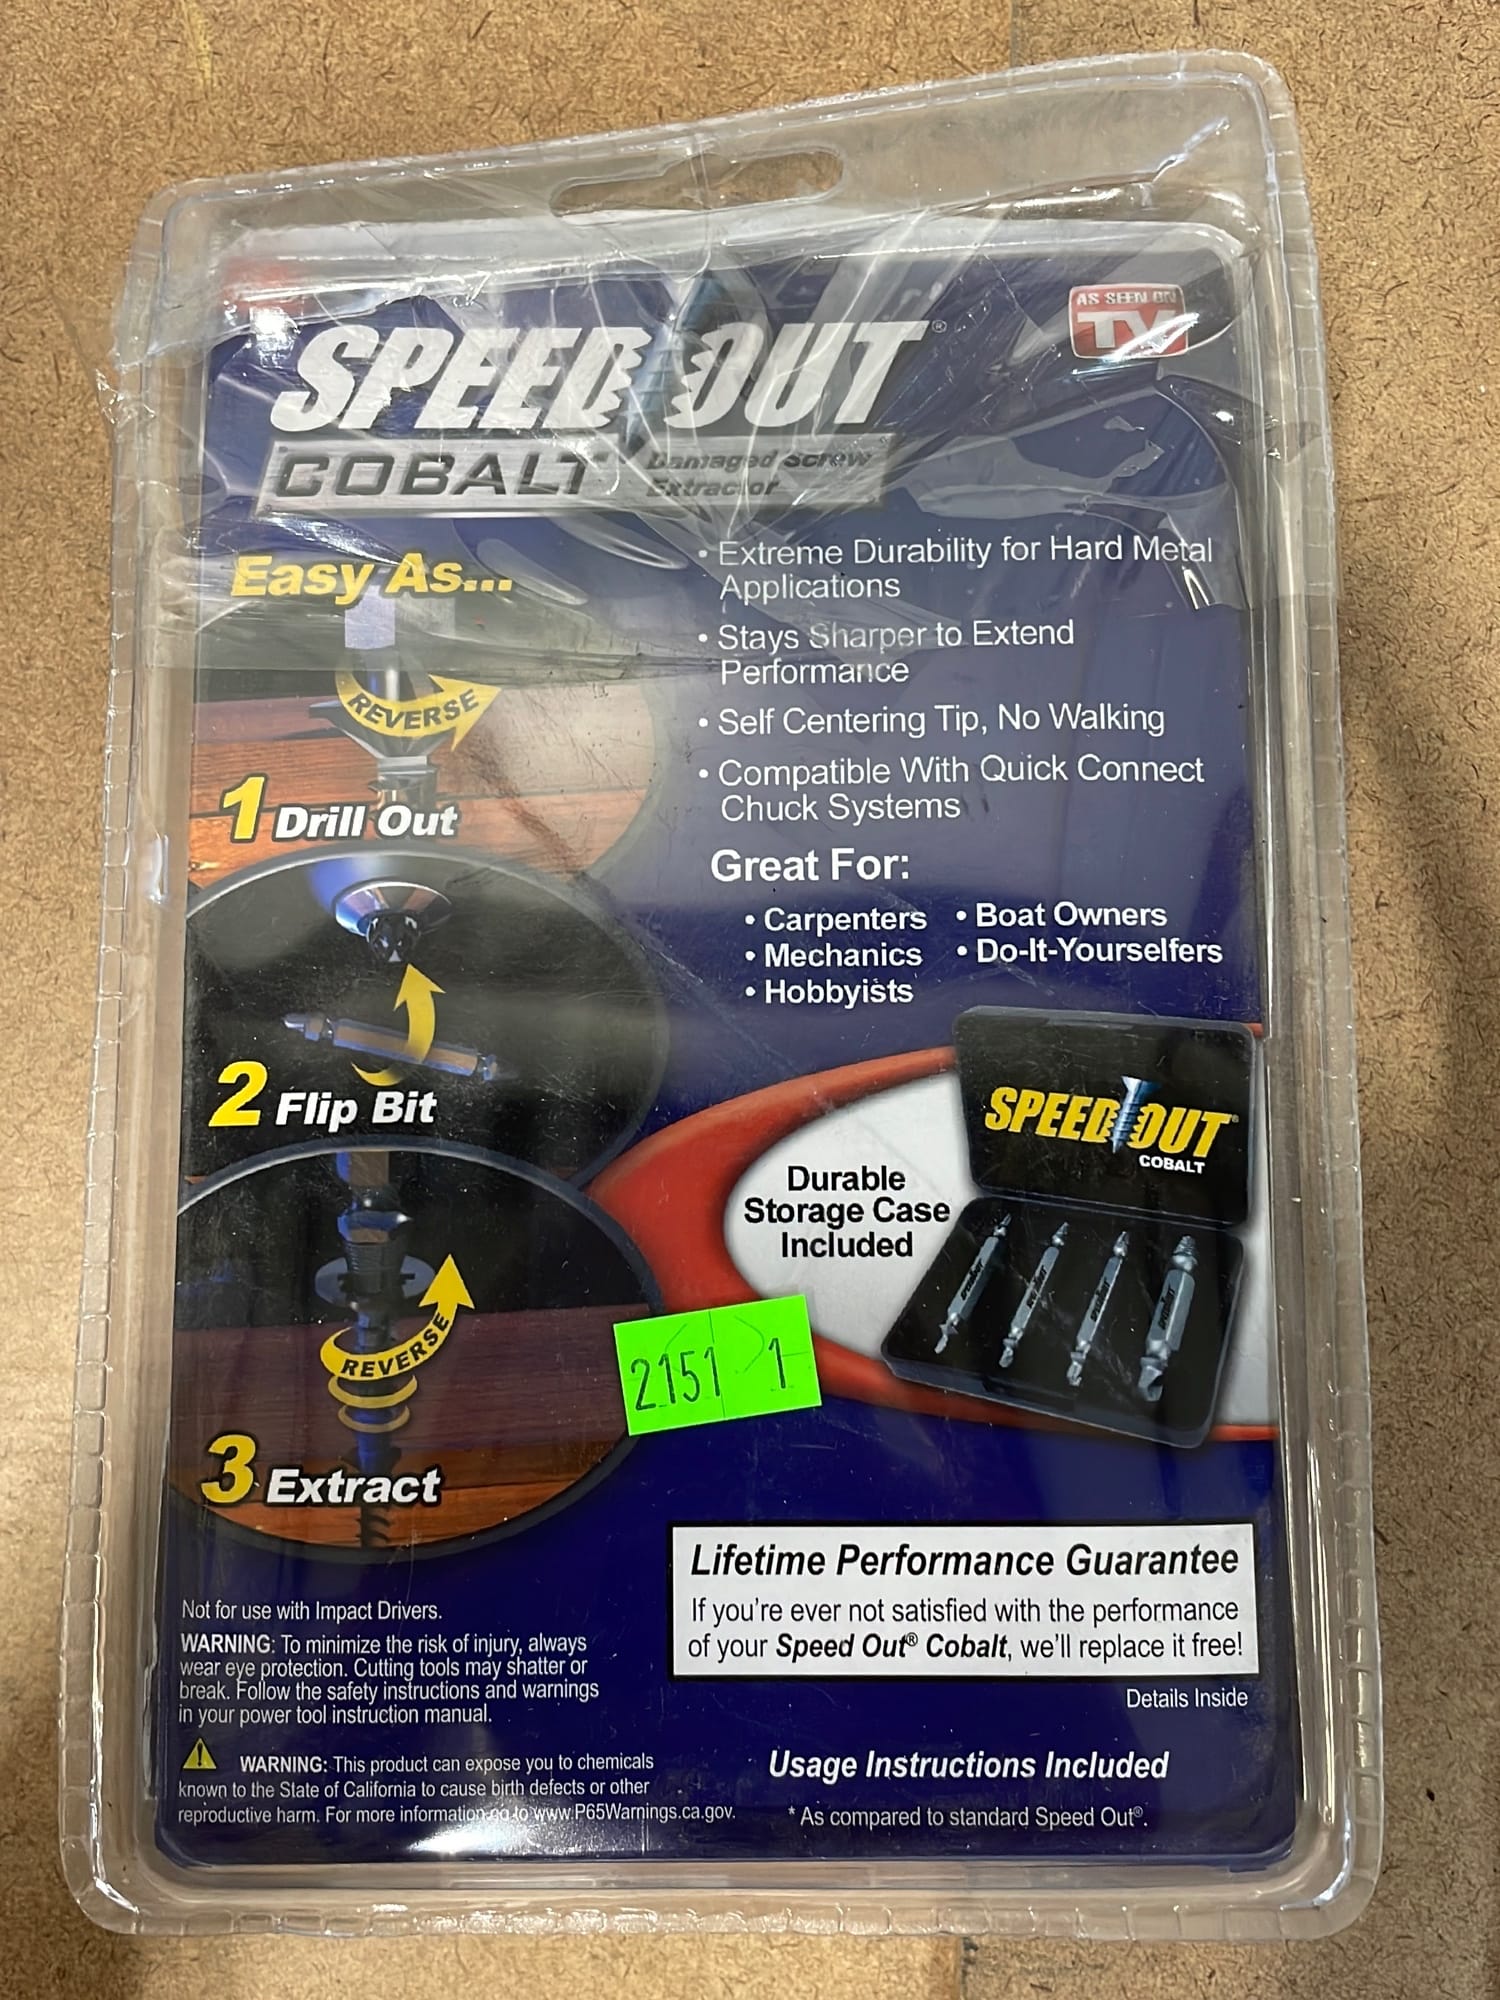 SPEED OUT®
AS SEEN ON
TV
COBALT
Damaged Screw
Extractor
Easy As...
REVERSE
1 Drill Out
2 Flip Bit
REVERSE
3 Extract
• Extreme Durability for Hard Metal
Applications
• Stays Sharper to Extend
Performance
• Self Centering Tip, No Walking
• Compatible With Quick Connect
Chuck Systems
Great For:
• Carpenters
• Mechanics
• Hobbyists
• Boat Owners
• Do-It-Yourselfers
SPEED OUT®
COBALT
Durable
Storage Case
Included
2151 1
Lifetime Performance Guarantee
If you're ever not satisfied with the performance
of your Speed Out® Cobalt, we'll replace it free!
Details Inside
Not for use with Impact Drivers.
WARNING: To minimize the risk of injury, always
wear eye protection. Cutting tools may shatter or
break. Follow the safety instructions and warnings
in your power tool instruction manual.
WARNING: This product can expose you to chemicals
known to the State of California to cause birth defects or other
reproductive harm. For more information go to www.P65Warnings.ca.gov.
Usage Instructions Included
* As compared to standard Speed Out®.